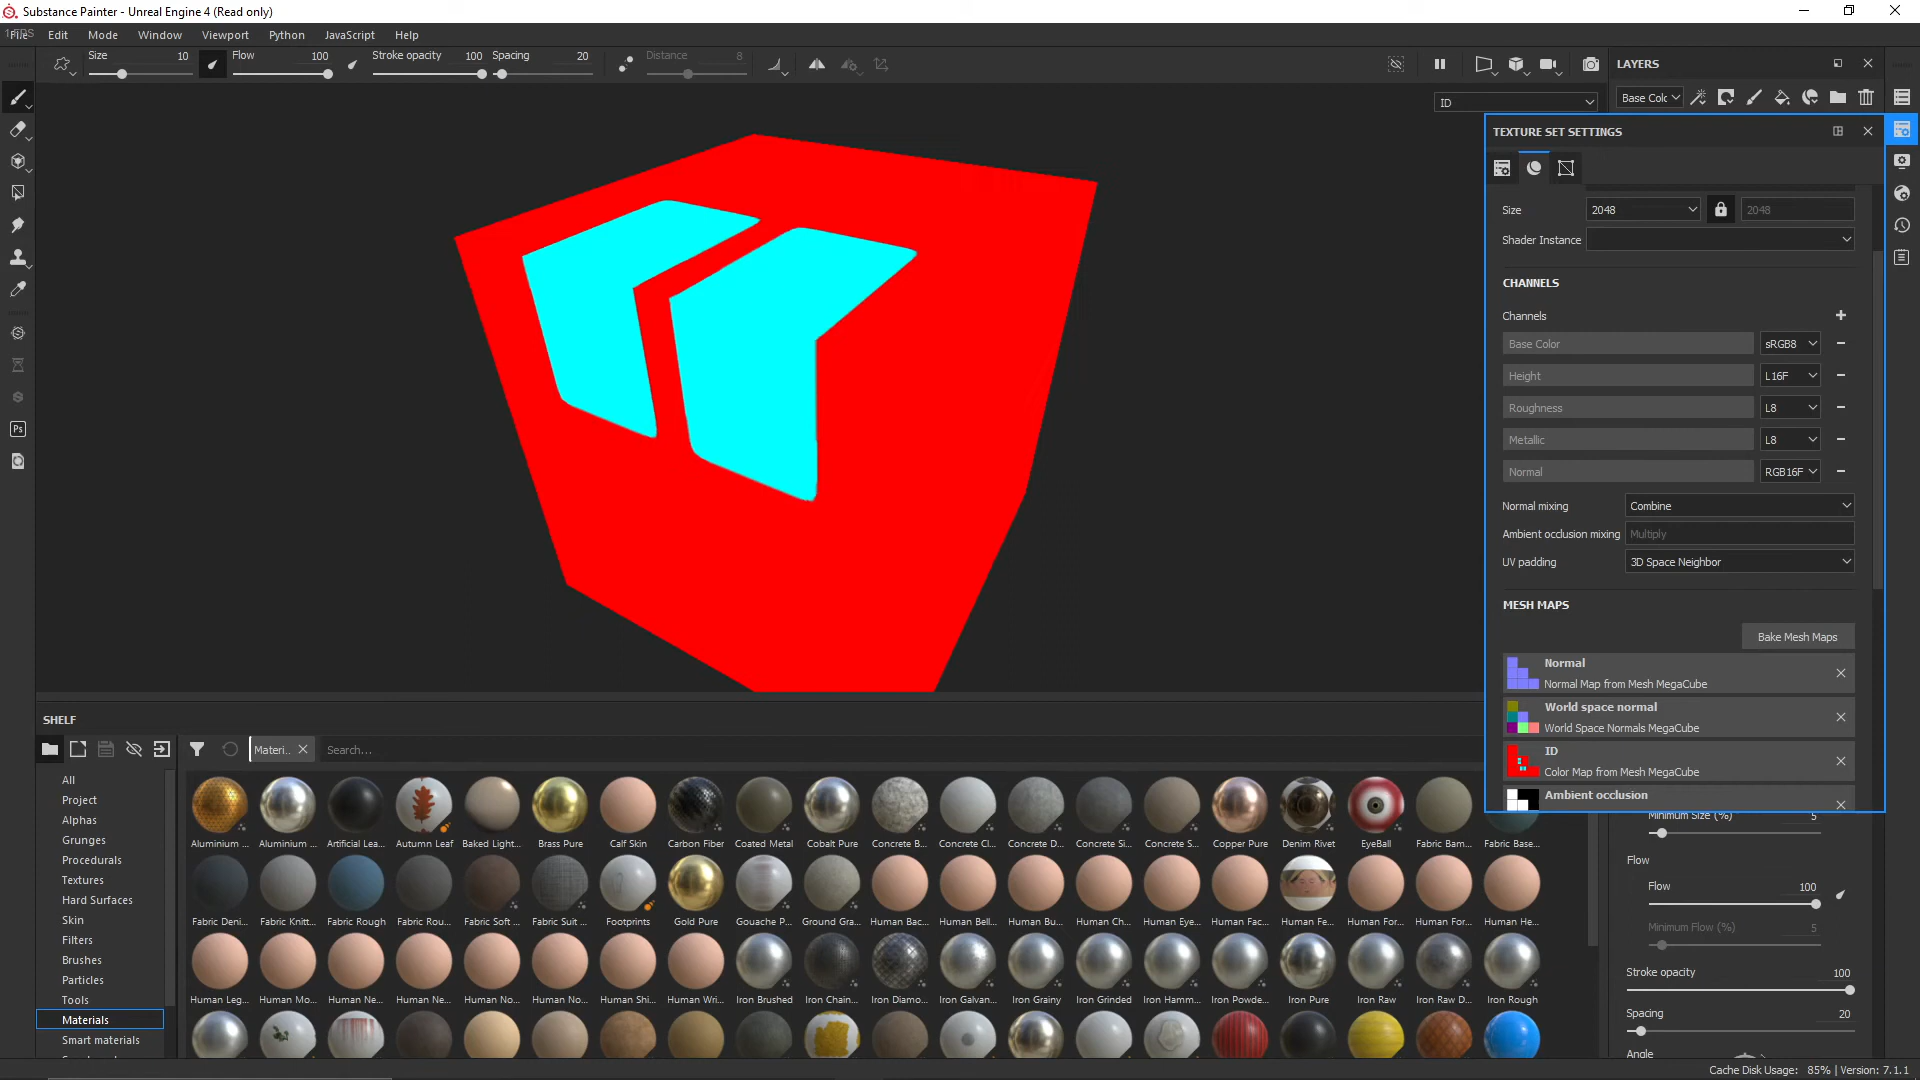 Substance Painter - Unreal Engine 4 (Read only)
File Edit Mode Window Viewport Python JavaScript Help
Size 10 Flow 100 Stroke opacity 100 Spacing 20 Distance 8
LAYERS
ID
Base Colc
TEXTURE SET SETTINGS
Size 2048 2048
Shader Instance
CHANNELS
Channels
Base Color sRGB8
Height L16F
Roughness L8
Metallic L8
Normal RGB16F
Normal mixing Combine
Ambient occlusion mixing Multiply
UV padding 3D Space Neighbor
MESH MAPS
Bake Mesh Maps
Normal
Normal Map from Mesh MegaCube
World space normal
World Space Normals MegaCube
ID
Color Map from Mesh MegaCube
Ambient occlusion
Minimum Size (%) 5
Flow
Flow 100
Minimum Flow (%) 5
Stroke opacity 100
Spacing 20
Angle
SHELF
Materi... Search...
All
Project
Alphas
Grunges
Procedurals
Textures
Hard Surfaces
Skin
Filters
Brushes
Particles
Tools
Materials
Smart materials
Aluminium ... Aluminium ... Artificial Lea... Autumn Leaf Baked Light... Brass Pure Calf Skin Carbon Fiber Coated Metal Cobalt Pure Concrete B... Concrete Cl... Concrete D... Concrete Si... Concrete S... Copper Pure Denim Rivet EyeBall Fabric Bam... Fabric Base...
Fabric Deni... Fabric Knitt... Fabric Rough Fabric Rou... Fabric Soft ... Fabric Suit ... Footprints Gold Pure Gouache P... Ground Gra... Human Bac... Human Bell... Human Bu... Human Ch... Human Eye... Human Fac... Human Fe... Human For... Human For... Human He...
Human Leg... Human Mo... Human Ne... Human Ne... Human No... Human No... Human Shi... Human Wri... Iron Brushed Iron Chain... Iron Diamo... Iron Galvan... Iron Grainy Iron Grinded Iron Hamm... Iron Powde... Iron Pure Iron Raw Iron Raw D... Iron Rough
Ps
Cache Disk Usage: 85% | Version: 7.1.1